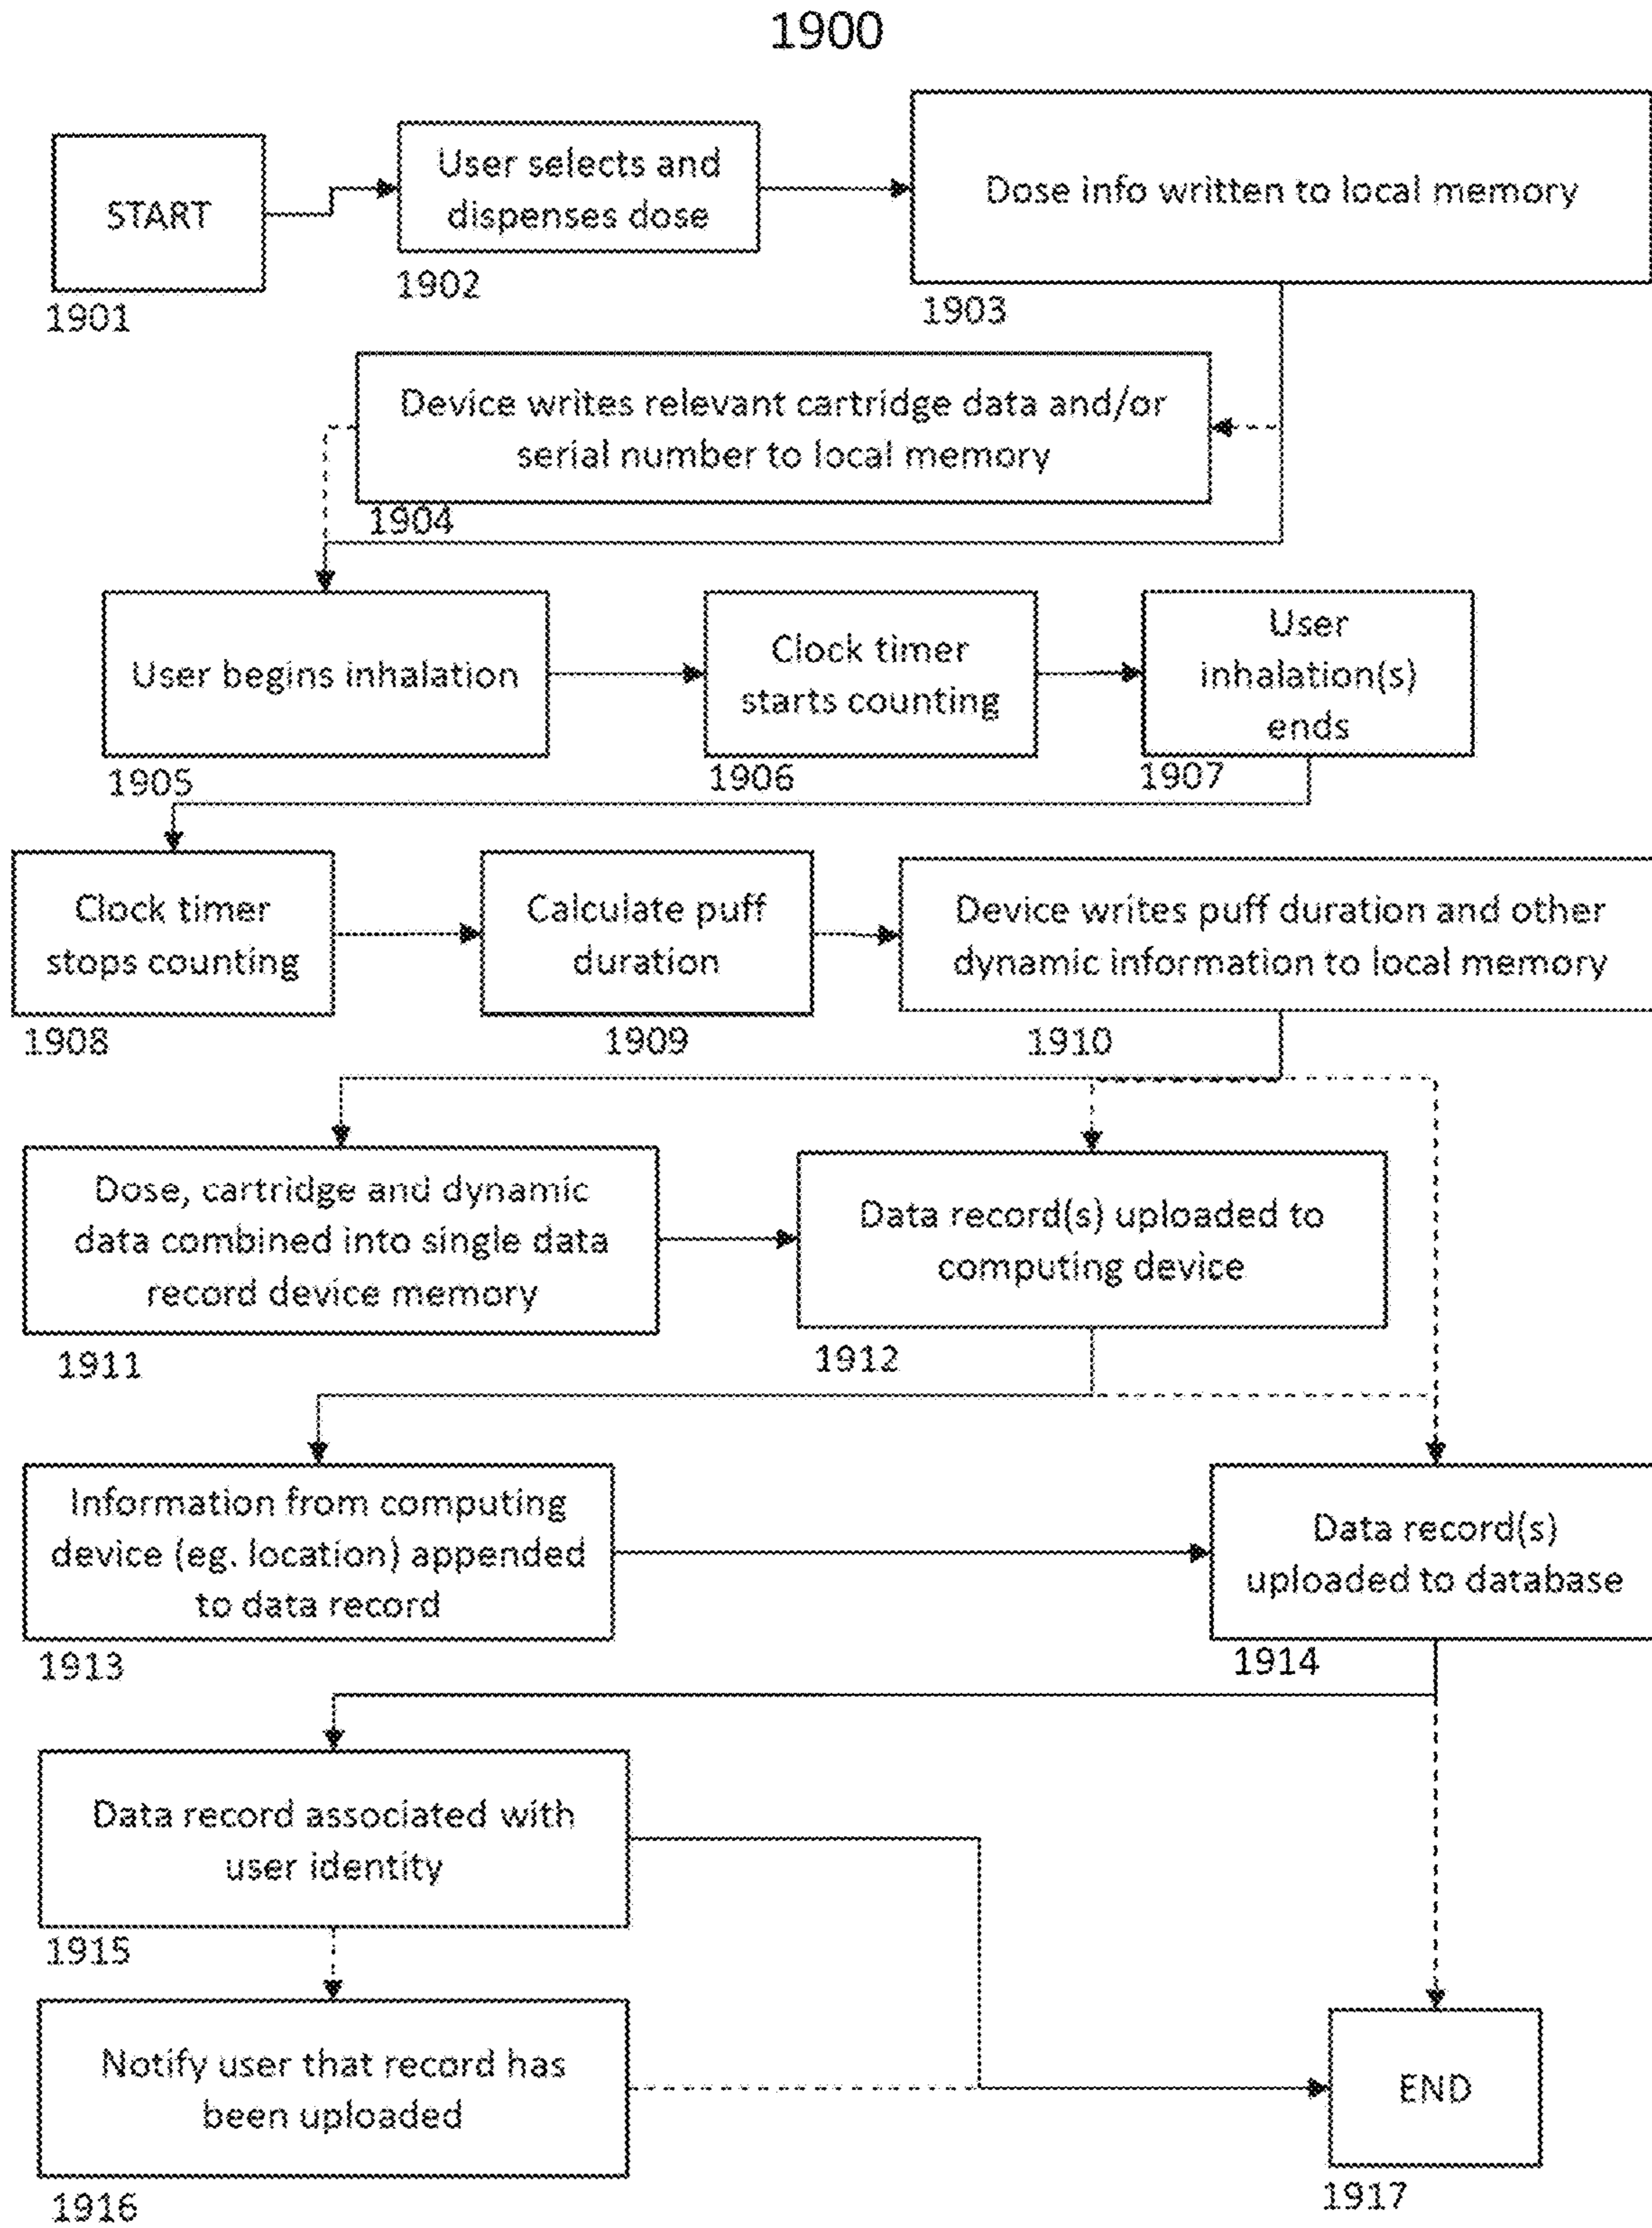 1900
START
1901
User selects and
dispenses dose
1902
Dose info written to local memory
1903
Device writes relevant cartridge data and/or
serial number to local memory
1904
User begins inhalation
1905
Clock timer
starts counting
1906
User
inhalation(s)
ends
1907
Clock timer
stops counting
1908
Calculate puff
duration
1909
Device writes puff duration and other
dynamic information to local memory
1910
Dose, cartridge and dynamic
data combined into single data
record device memory
1911
Data record(s) uploaded to
computing device
1912
Information from computing
device (eg. location) appended
to data record
1913
Data record(s)
uploaded to database
1914
Data record associated with
user identity
1915
Notify user that record has
been uploaded
1916
END
1917